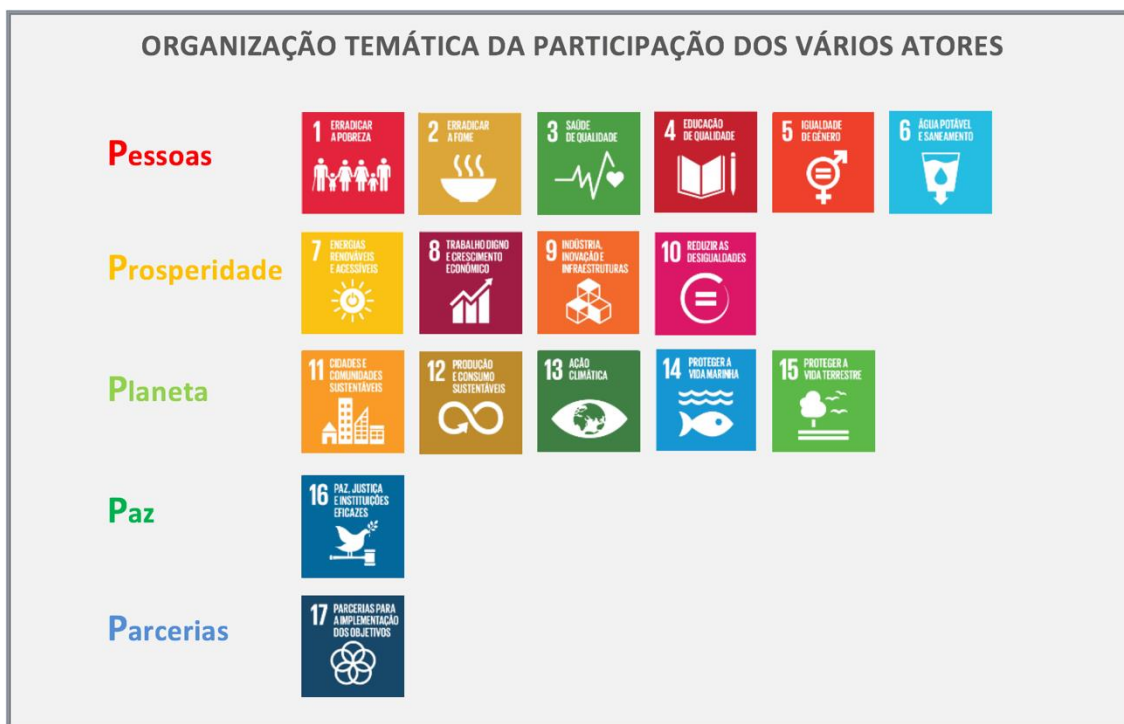 ORGANIZAÇÃO TEMÁTICA DA PARTICIPAÇÃO DOS VÁRIOS ATORES
Pessoas
1 ERRADICAR
A POBREZA
2 ERRADICAR
A FOME
3 SAÚDE
DE QUALIDADE
4 EDUCAÇÃO
DE QUALIDADE
5 IGUALDADE
DE GÉNERO
6 ÁGUA POTÁVEL
E SANEAMENTO
Prosperidade
7 ENERGIAS
RENOVÁVEIS
E ACESSÍVEIS
8 TRABALHO DIGNO
E CRESCIMENTO
ECONÓMICO
9 INDÚSTRIA,
INOVAÇÃO E
INFRAESTRUTURAS
10 REDUZIR AS
DESIGUALDADES
Planeta
11 CIDADES E
COMUNIDADES
SUSTENTÁVEIS
12 PRODUÇÃO
E CONSUMO
SUSTENTÁVEIS
13 AÇÃO
CLIMÁTICA
14 PROTEGER A
VIDA MARINHA
15 PROTEGER A
VIDA TERRESTRE
Paz
16 PAZ, JUSTIÇA
E INSTITUIÇÕES
EFICAZES
Parcerias
17 PARCERIAS PARA
A IMPLEMENTAÇÃO
DOS OBJETIVOS